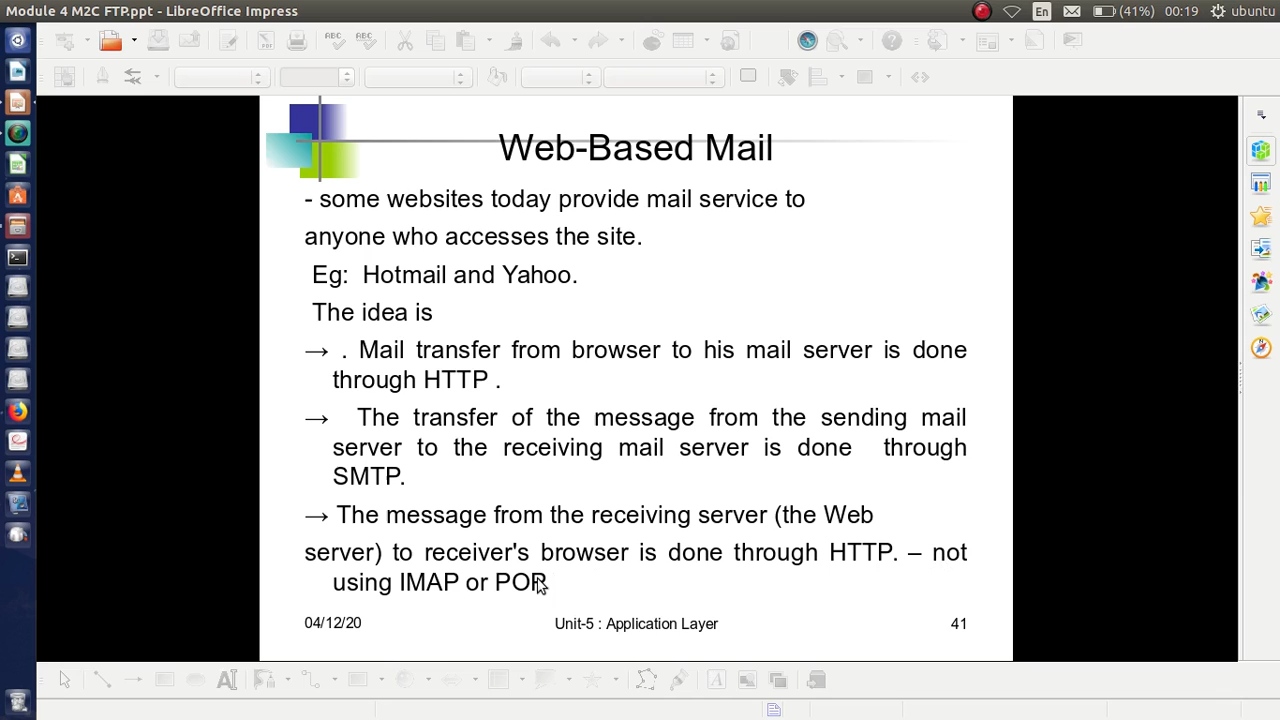 Module 4 M2C FTP.ppt - LibreOffice Impress
En
(41%)
00:19
ubuntu
Web-Based Mail
- some websites today provide mail service to
anyone who accesses the site.
Eg: Hotmail and Yahoo.
The idea is
→ . Mail transfer from browser to his mail server is done
through HTTP .
→ The transfer of the message from the sending mail
server to the receiving mail server is done through
SMTP.
→ The message from the receiving server (the Web
server) to receiver's browser is done through HTTP. – not
using IMAP or POP
04/12/20
Unit-5 : Application Layer
41